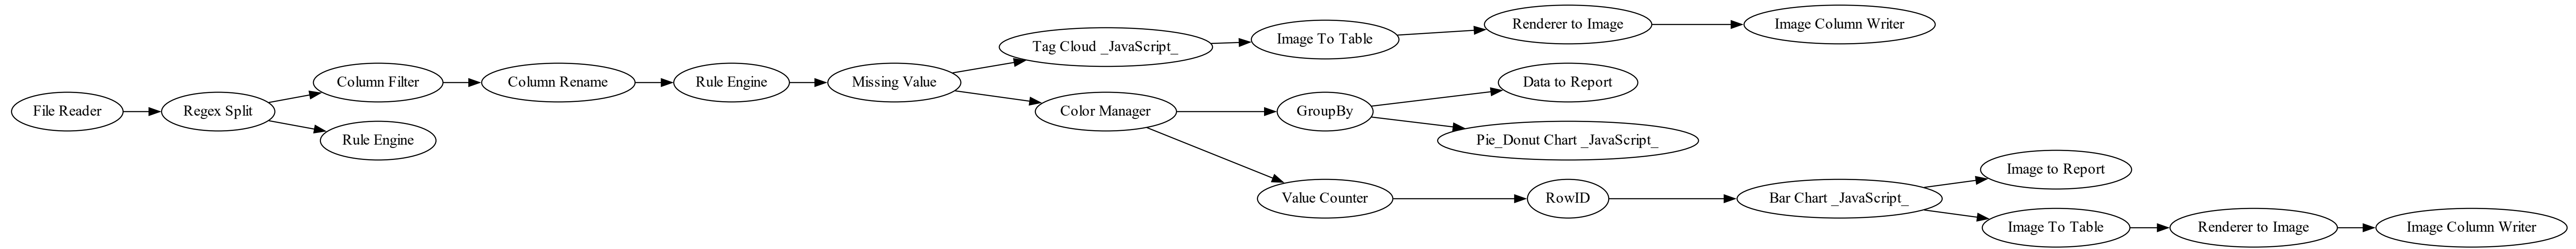 File Reader
Regex Split
Column Filter
Rule Engine
Column Rename
Rule Engine
Missing Value
Tag Cloud _JavaScript_
Color Manager
Image To Table
GroupBy
Value Counter
Renderer to Image
Data to Report
Pie_Donut Chart _JavaScript_
RowID
Image Column Writer
Bar Chart _JavaScript_
Image to Report
Image To Table
Renderer to Image
Image Column Writer